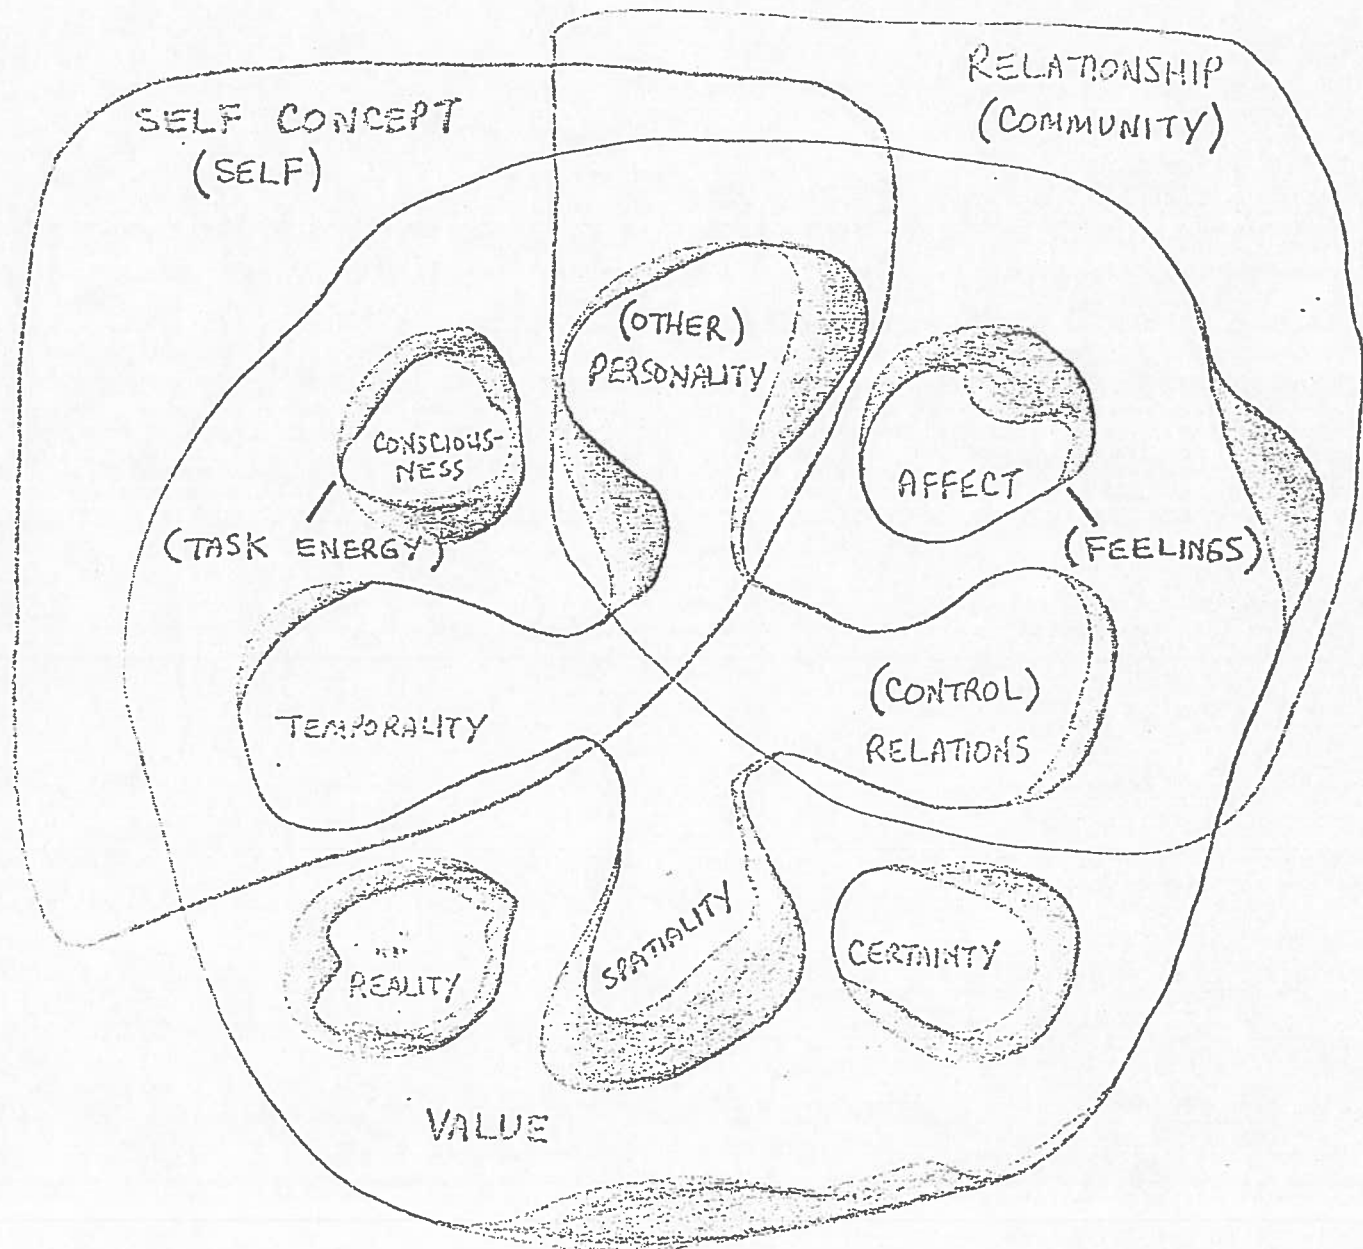 RELATIONSHIP
(COMMUNITY)
SELF CONCEPT
(SELF)
(OTHER)
PERSONALITY
CONSCIOUS-
NESS
AFFECT
(TASK ENERGY)
(FEELINGS)
(CONTROL)
RELATIONS
TEMPORALITY
SPATIALITY
REALITY
CERTAINTY
VALUE